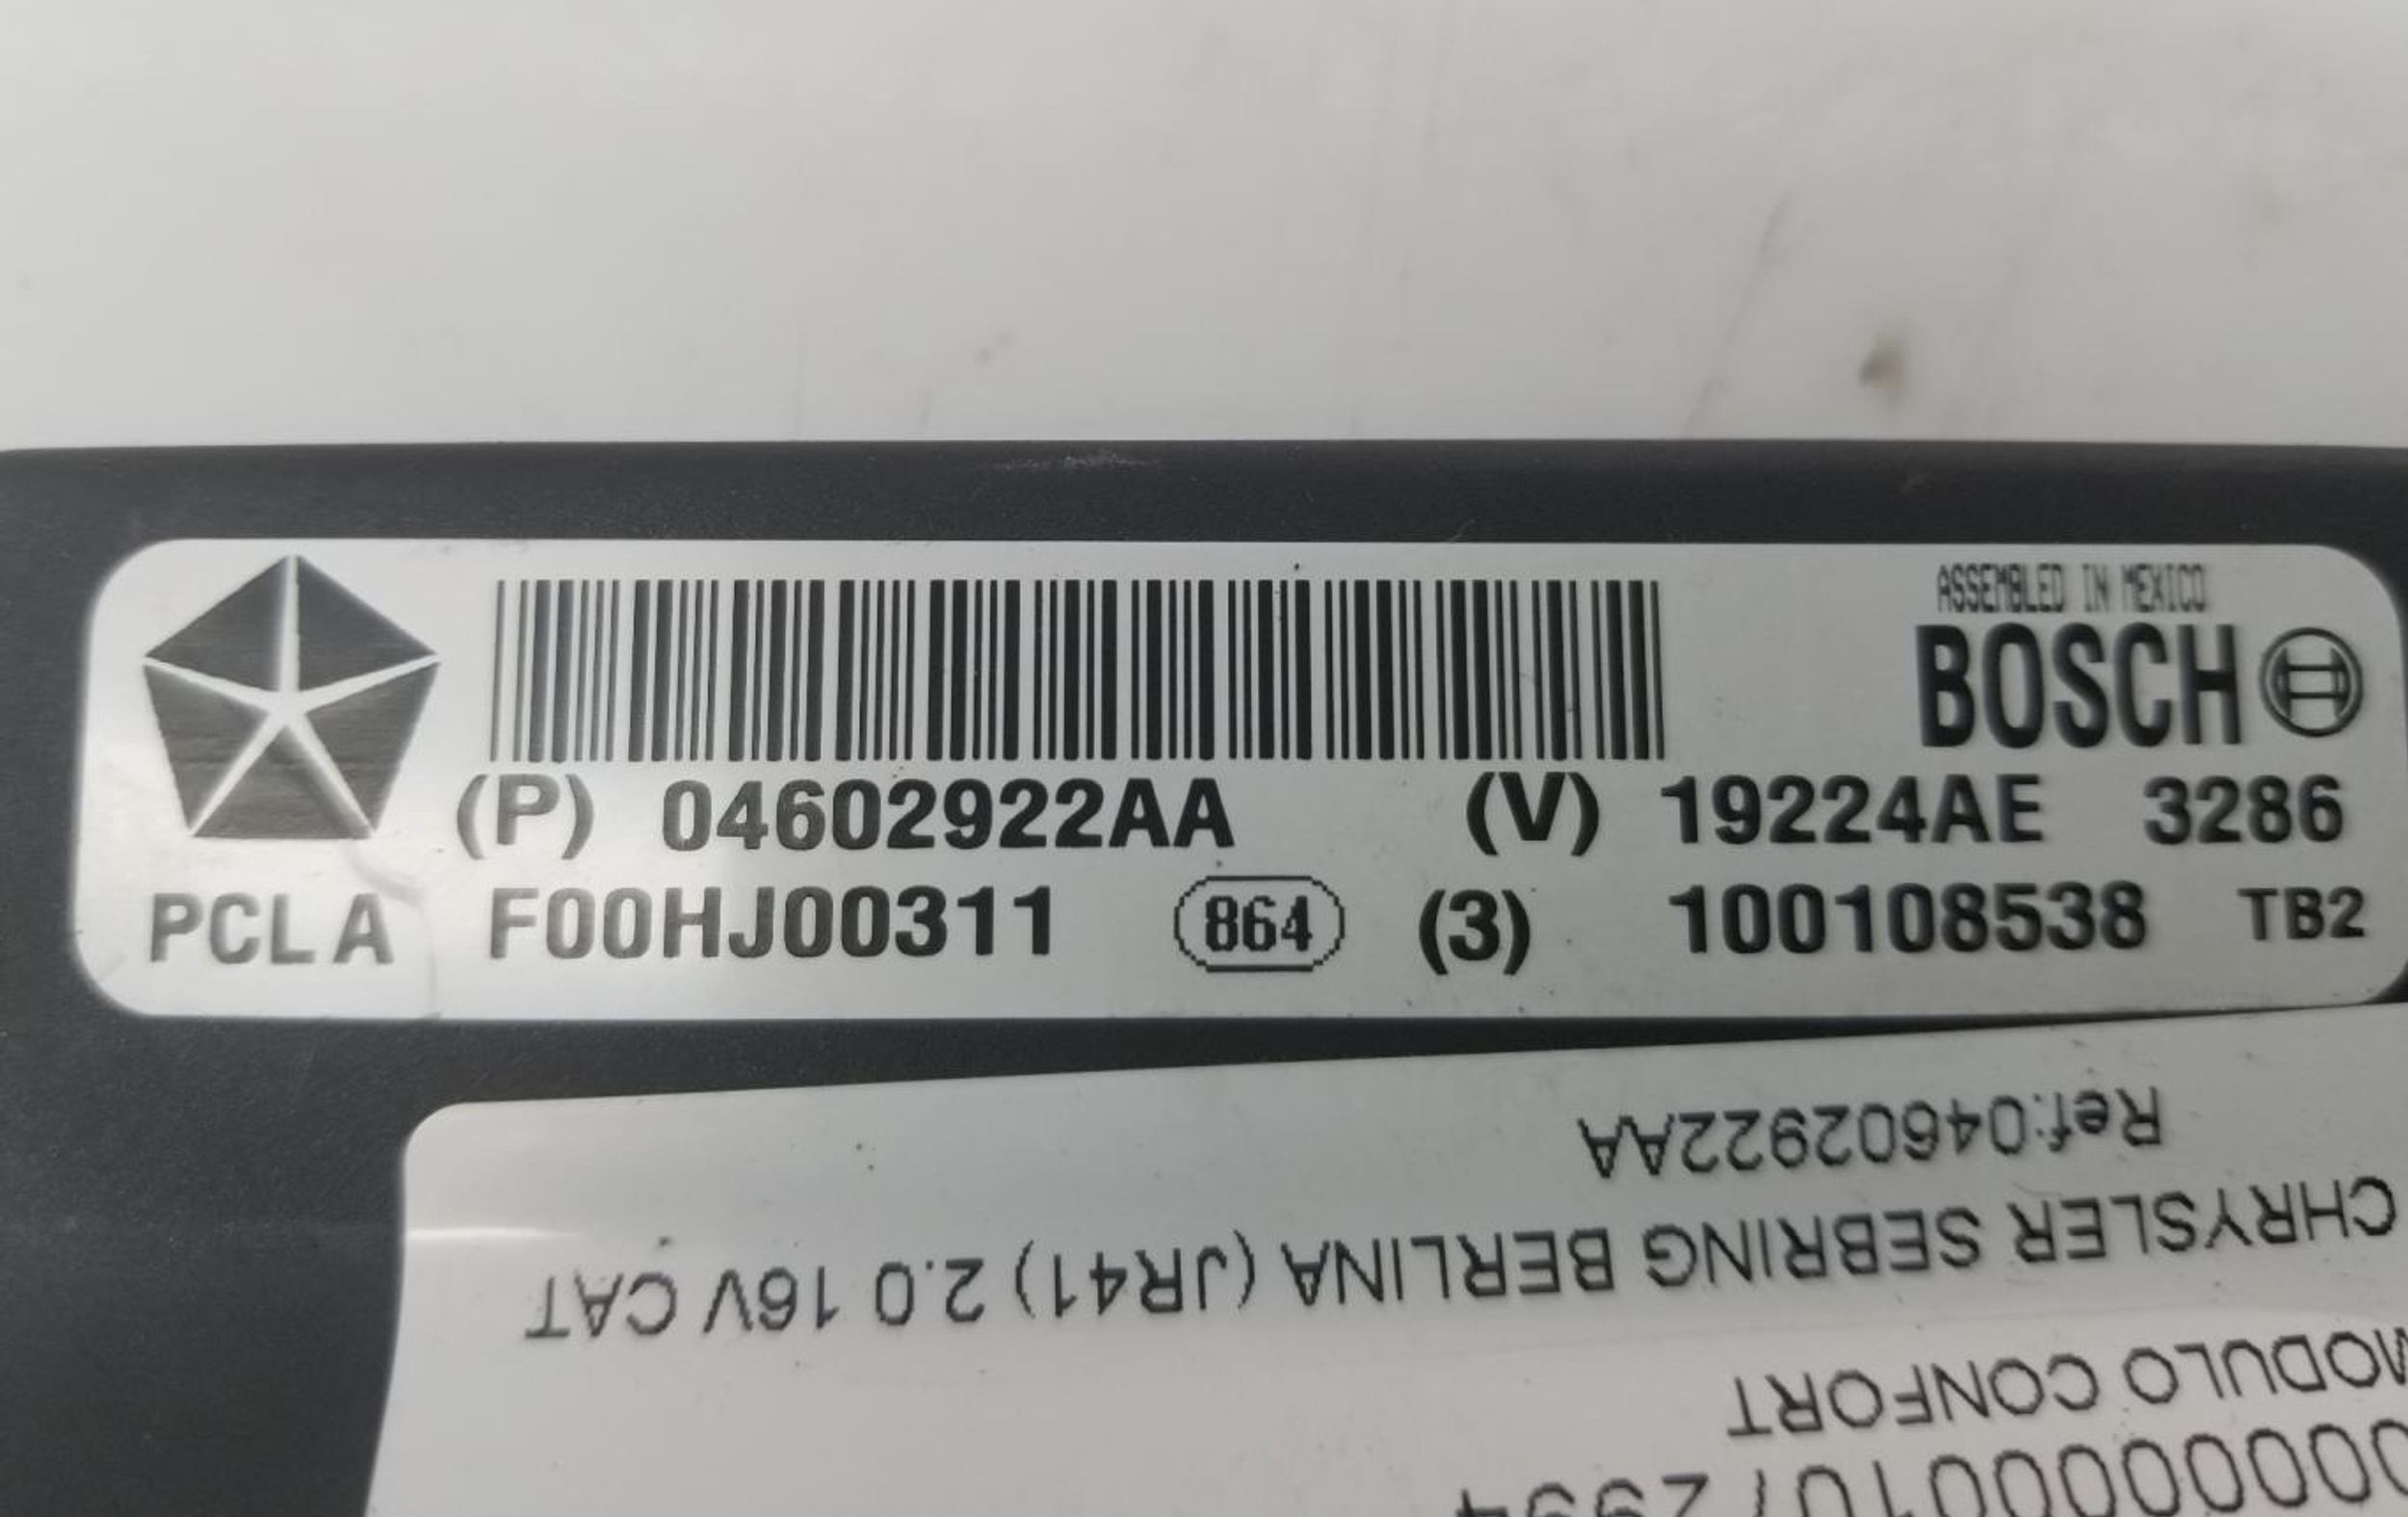 ASSEMBLED IN MEXICO
BOSCH
(P) 04602922AA (V) 19224AE 3286
PCLA F00HJ00311 864 (3) 100108538 TB2
MODULO CONFORT
CHRYSLER SEBRING BERLINA (JR41) 2.0 16V CAT
Ref:04602922AA